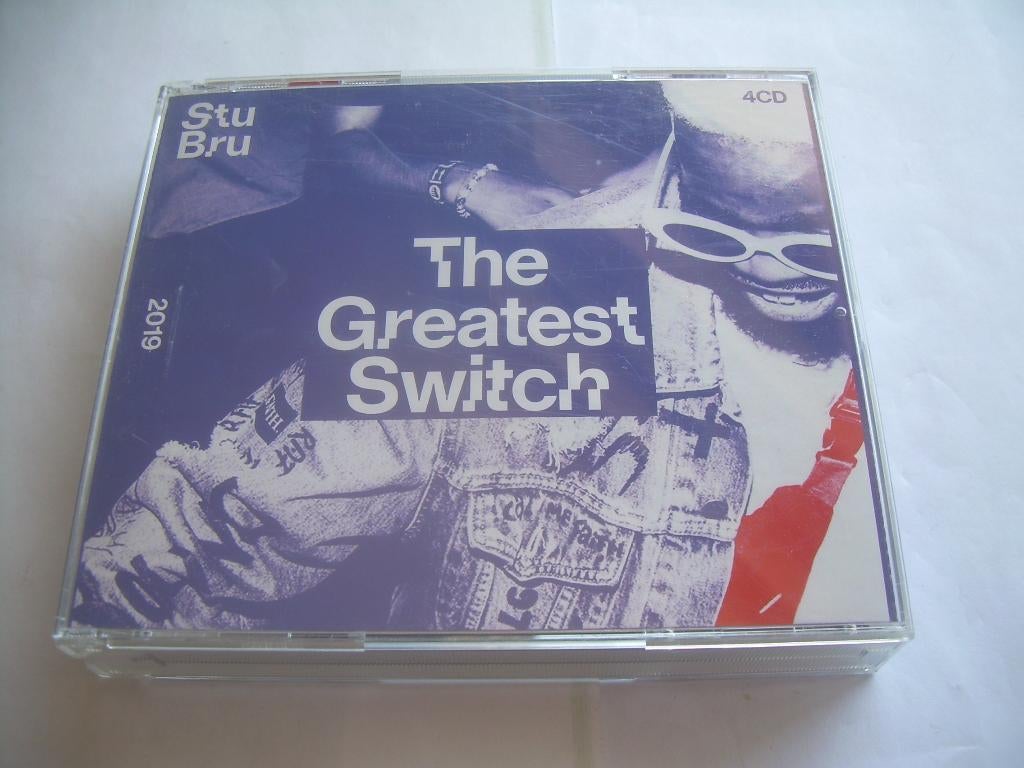 Stu
Bru
4CD
The
Greatest
Switch
2019